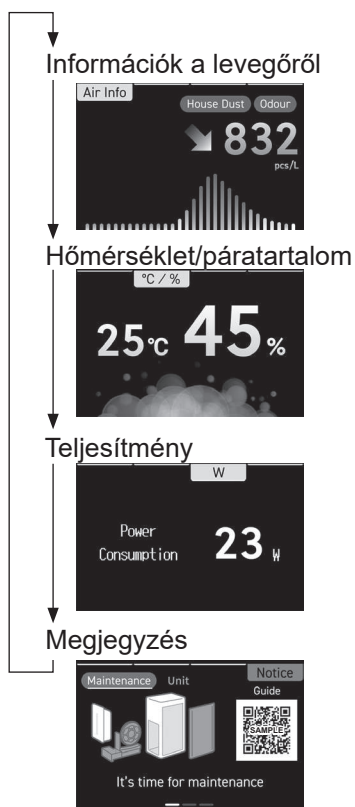 Információk a levegőről
Air Info
House Dust Odour
832
pcs/L
Hőmérséklet/páratartalom
°C / %
25℃ 45%
Teljesítmény
W
Power
Consumption
23 W
Megjegyzés
Maintenance Unit Notice
Guide
SAMPLE
It's time for maintenance